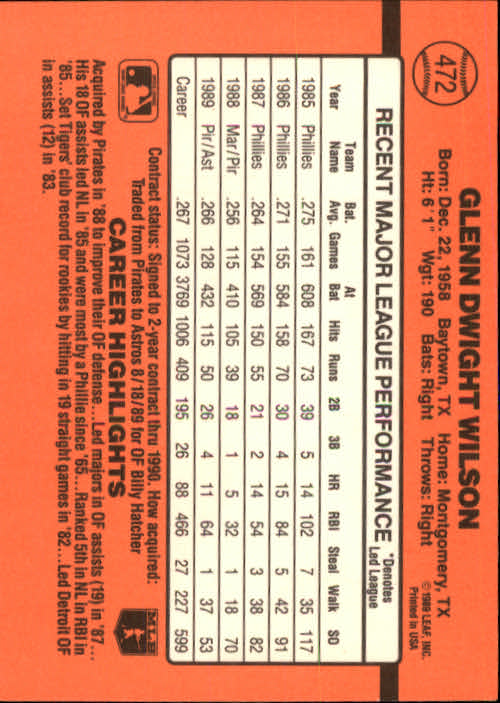 472
GLENN DWIGHT WILSON
Born: Dec. 22, 1958 Baytown, TX Home: Montgomery, TX
Ht: 6'1" Wgt: 190 Bats: Right Throws: Right
© 1989 LEAF, INC.
Printed in USA
RECENT MAJOR LEAGUE PERFORMANCE
*Denotes
Led League
Year Team Name Bat. Avg. Games At Bat Hits Runs 2B 3B HR RBI Steal Walk SO
1985 Phillies .275 161 608 167 73 39 5 14 102 7 35 117
1986 Phillies .271 155 584 158 70 30 4 15 84 5 42 91
1987 Phillies .264 154 569 150 55 21 2 14 54 3 38 82
1988 Mar/Pir .256 115 410 105 39 18 1 5 32 1 18 70
1989 Pir/Ast .266 128 432 115 50 26 4 11 64 1 37 53
Career .267 1073 3769 1006 409 195 26 88 466 27 227 599
Contract status: Signed to 2-year contract thru 1990. How acquired:
Traded from Pirates to Astros 8/18/89 for OF Billy Hatcher
MLB
CAREER HIGHLIGHTS
Acquired by Pirates in '88 to improve their OF defense...Led majors in OF assists (19) in '87...
His 18 OF assists led NL in '85 and were most by a Phillie since '65...Ranked 5th in NL in RBI in
'85...Set Tigers' club record for rookies by hitting in 19 straight games in '82...Led Detroit OF
in assists (12) in '83.